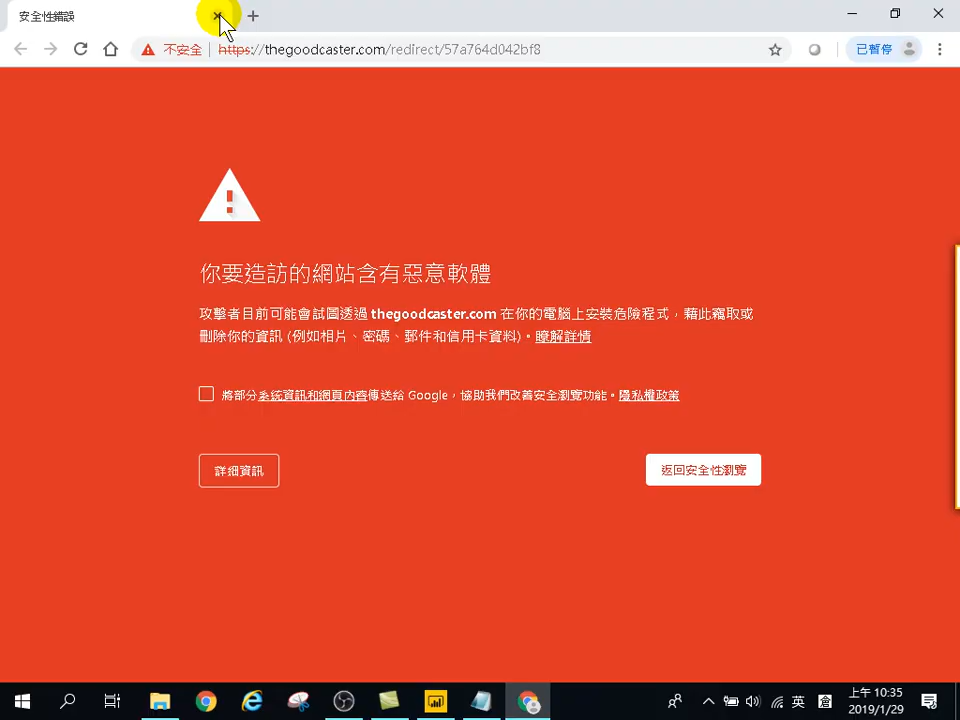 安全性錯誤
不安全 | https://thegoodcaster.com/redirect/57a764d042bf8
已暫停
你要造訪的網站含有惡意軟體
攻擊者目前可能會試圖透過 thegoodcaster.com 在你的電腦上安裝危險程式，藉此竊取或
刪除你的資訊 (例如相片、密碼、郵件和信用卡資料)。瞭解詳情
將部分系統資訊和網頁內容傳送給 Google，協助我們改善安全瀏覽功能。隱私權政策
詳細資訊
返回安全性瀏覽
英
倉
上午 10:35
2019/1/29